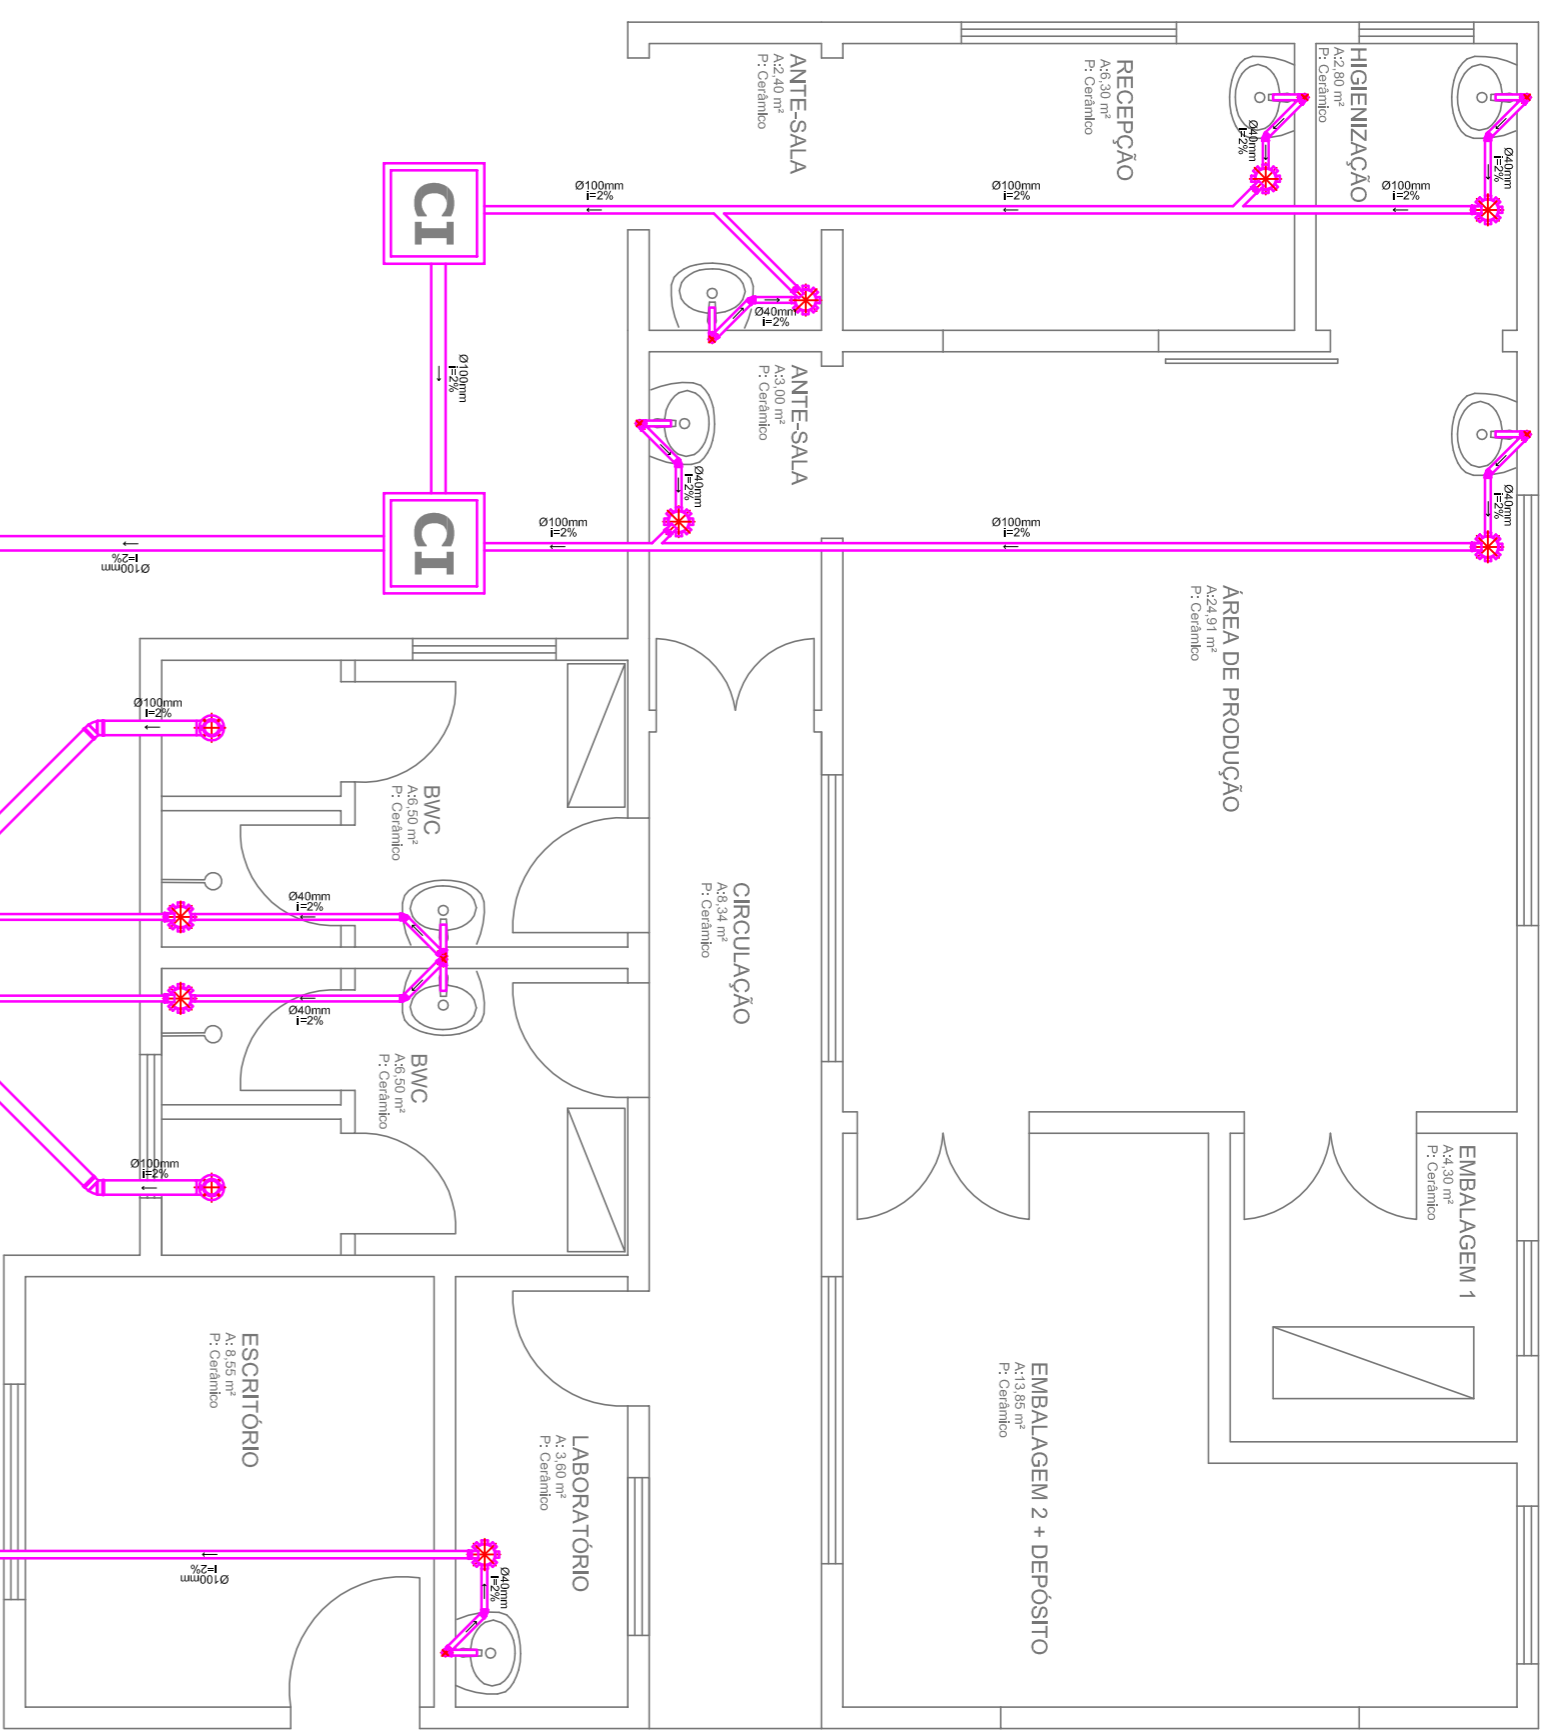 HIGIENIZAÇÃO
A:2,80 m²
P: Cerâmico
RECEPÇÃO
A:6,30 m²
P: Cerâmico
ANTE-SALA
A:2,40 m²
P: Cerâmico
Ø40mm
i=2%
Ø40mm
i=2%
Ø100mm
i=2%
Ø100mm
i=2%
Ø100mm
i=2%
CI
Ø40mm
i=2%
Ø100mm
i=2%
ANTE-SALA
A:3,00 m²
P: Cerâmico
Ø40mm
i=2%
Ø40mm
i=2%
Ø100mm
i=2%
Ø100mm
i=2%
CI
Ø100mm
i=2%
ÁREA DE PRODUÇÃO
A:24,91 m²
P: Cerâmico
Ø100mm
i=2%
BWC
A:6,50 m²
P: Cerâmico
CIRCULAÇÃO
A:8,34 m²
P: Cerâmico
Ø40mm
i=2%
Ø40mm
i=2%
BWC
A:6,50 m²
P: Cerâmico
Ø100mm
i=2%
EMBALAGEM 1
A:4,30 m²
P: Cerâmico
ESCRITÓRIO
A: 8,55 m²
P: Cerâmico
EMBALAGEM 2 + DEPÓSITO
A:13,85 m²
P: Cerâmico
LABORATÓRIO
A: 3,60 m²
P: Cerâmico
Ø40mm
i=2%
Ø100mm
i=2%